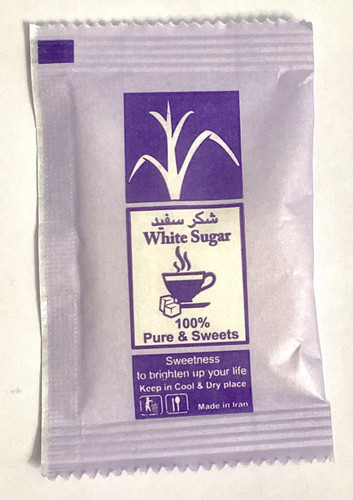 شکر سفید
White Sugar
100%
Pure & Sweets
Sweetness
to brighten up your life
Keep in Cool & Dry place
Made in Iran